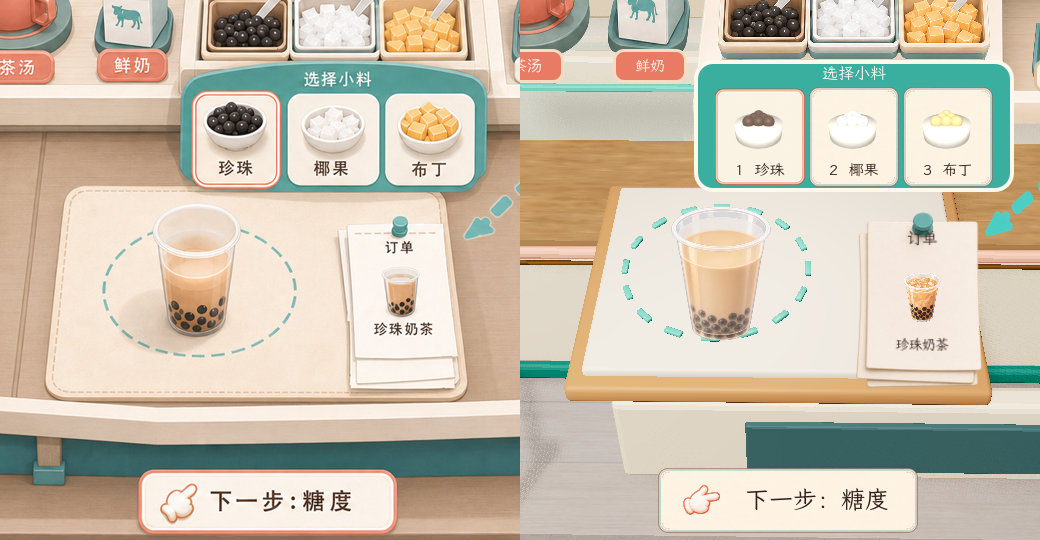 茶汤
鲜奶
选择小料
珍珠
椰果
布丁
订单
珍珠奶茶
下一步:糖度
茶汤
鲜奶
选择小料
1 珍珠
2 椰果
3 布丁
订单
珍珠奶茶
下一步: 糖度